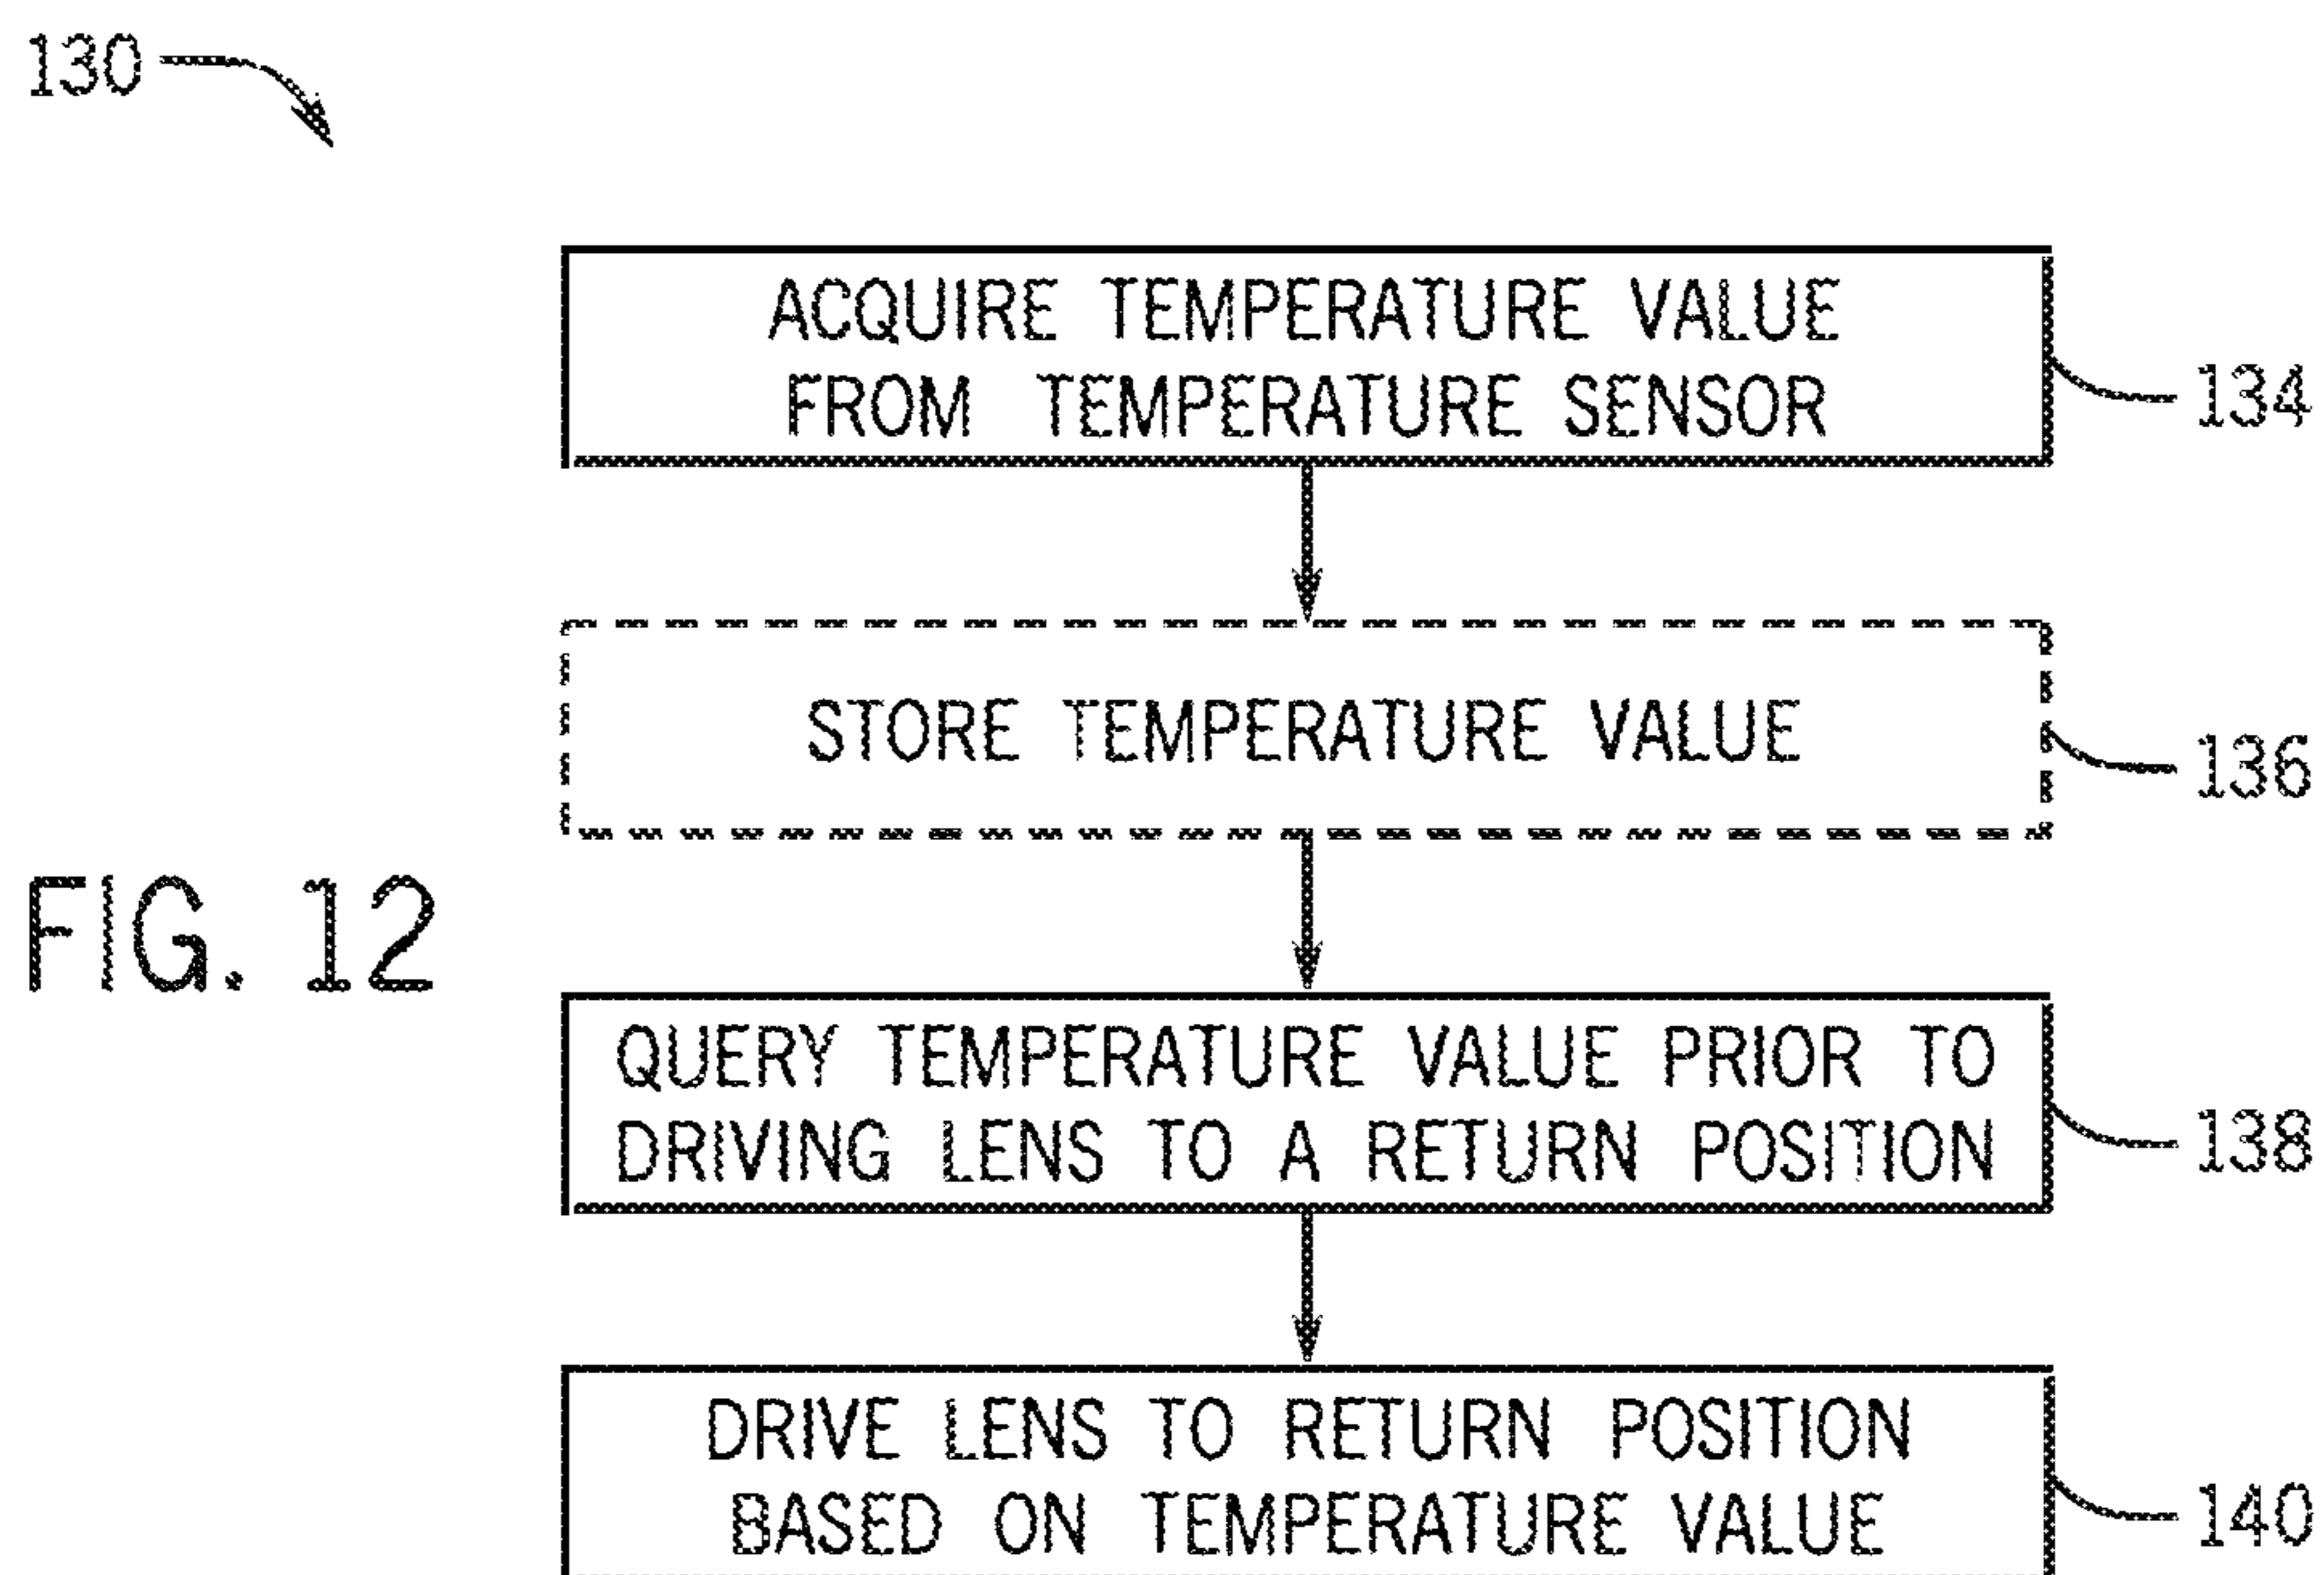 130
ACQUIRE TEMPERATURE VALUE
FROM TEMPERATURE SENSOR
134
STORE TEMPERATURE VALUE
136
FIG. 12
QUERY TEMPERATURE VALUE PRIOR TO
DRIVING LENS TO A RETURN POSITION
138
DRIVE LENS TO RETURN POSITION
BASED ON TEMPERATURE VALUE
140